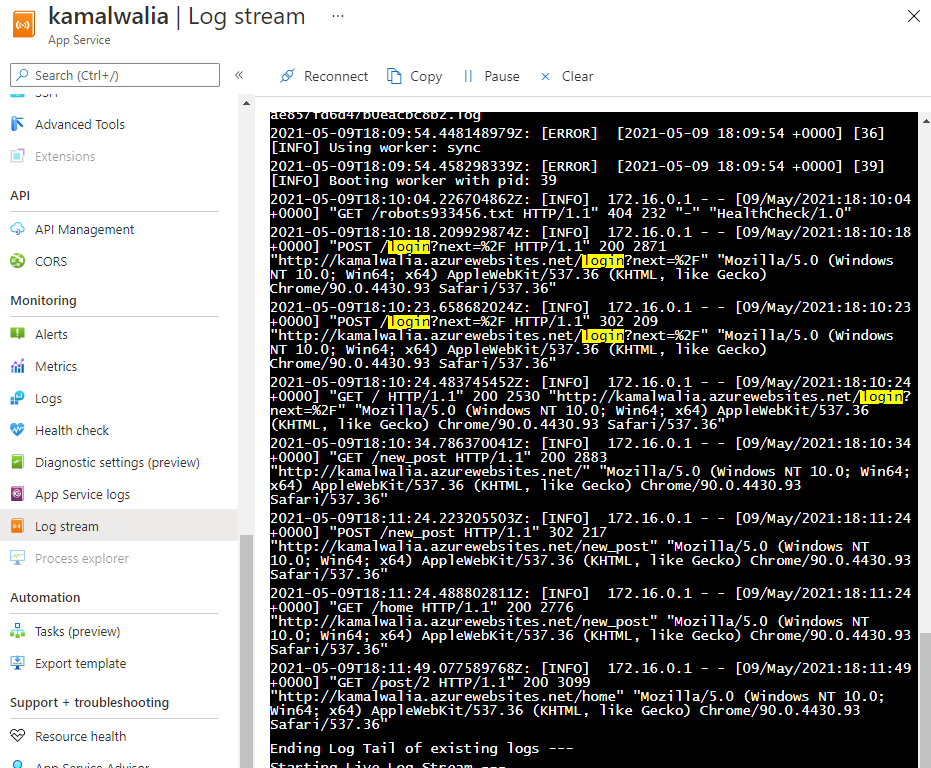 kamalwalia | Log stream ...
App Service
Search (Ctrl+/)
«
Reconnect
Copy
Pause
Clear
Advanced Tools
Extensions
API
API Management
CORS
Monitoring
Alerts
Metrics
Logs
Health check
Diagnostic settings (preview)
App Service logs
Log stream
Process explorer
Automation
Tasks (preview)
Export template
Support + troubleshooting
Resource health
App Service Advisor
2021-05-09T18:09:54.448148979Z: [ERROR]  [2021-05-09 18:09:54 +0000] [36]
[INFO] Using worker: sync
2021-05-09T18:09:54.458298339Z: [ERROR]  [2021-05-09 18:09:54 +0000] [39]
[INFO] Booting worker with pid: 39
2021-05-09T18:10:04.226704862Z: [INFO]  172.16.0.1 - - [09/May/2021:18:10:04
+0000] "GET /robots933456.txt HTTP/1.1" 404 232 "-" "HealthCheck/1.0"
2021-05-09T18:10:18.209929874Z: [INFO]  172.16.0.1 - - [09/May/2021:18:10:18
+0000] "POST /login?next=%2F HTTP/1.1" 200 2871
"http://kamalwalia.azurewebsites.net/login?next=%2F" "Mozilla/5.0 (Windows
NT 10.0; Win64; x64) AppleWebKit/537.36 (KHTML, like Gecko)
Chrome/90.0.4430.93 Safari/537.36"
2021-05-09T18:10:23.658682024Z: [INFO]  172.16.0.1 - - [09/May/2021:18:10:23
+0000] "POST /login?next=%2F HTTP/1.1" 302 209
"http://kamalwalia.azurewebsites.net/login?next=%2F" "Mozilla/5.0 (Windows
NT 10.0; Win64; x64) AppleWebKit/537.36 (KHTML, like Gecko)
Chrome/90.0.4430.93 Safari/537.36"
2021-05-09T18:10:24.483745452Z: [INFO]  172.16.0.1 - - [09/May/2021:18:10:24
+0000] "GET / HTTP/1.1" 200 2530 "http://kamalwalia.azurewebsites.net/login?
next=%2F" "Mozilla/5.0 (Windows NT 10.0; Win64; x64) AppleWebKit/537.36
(KHTML, like Gecko) Chrome/90.0.4430.93 Safari/537.36"
2021-05-09T18:10:34.786370041Z: [INFO]  172.16.0.1 - - [09/May/2021:18:10:34
+0000] "GET /new_post HTTP/1.1" 200 2883
"http://kamalwalia.azurewebsites.net/" "Mozilla/5.0 (Windows NT 10.0; Win64;
x64) AppleWebKit/537.36 (KHTML, like Gecko) Chrome/90.0.4430.93
Safari/537.36"
2021-05-09T18:11:24.223205503Z: [INFO]  172.16.0.1 - - [09/May/2021:18:11:24
+0000] "POST /new_post HTTP/1.1" 302 217
"http://kamalwalia.azurewebsites.net/new_post" "Mozilla/5.0 (Windows NT
10.0; Win64; x64) AppleWebKit/537.36 (KHTML, like Gecko) Chrome/90.0.4430.93
Safari/537.36"
2021-05-09T18:11:24.488802811Z: [INFO]  172.16.0.1 - - [09/May/2021:18:11:24
+0000] "GET /home HTTP/1.1" 200 2776
"http://kamalwalia.azurewebsites.net/new_post" "Mozilla/5.0 (Windows NT
10.0; Win64; x64) AppleWebKit/537.36 (KHTML, like Gecko) Chrome/90.0.4430.93
Safari/537.36"
2021-05-09T18:11:49.077589768Z: [INFO]  172.16.0.1 - - [09/May/2021:18:11:49
+0000] "GET /post/2 HTTP/1.1" 200 3099
"http://kamalwalia.azurewebsites.net/home" "Mozilla/5.0 (Windows NT 10.0;
Win64; x64) AppleWebKit/537.36 (KHTML, like Gecko) Chrome/90.0.4430.93
Safari/537.36"
Ending Log Tail of existing logs ---
Starting Live Log Stream ---